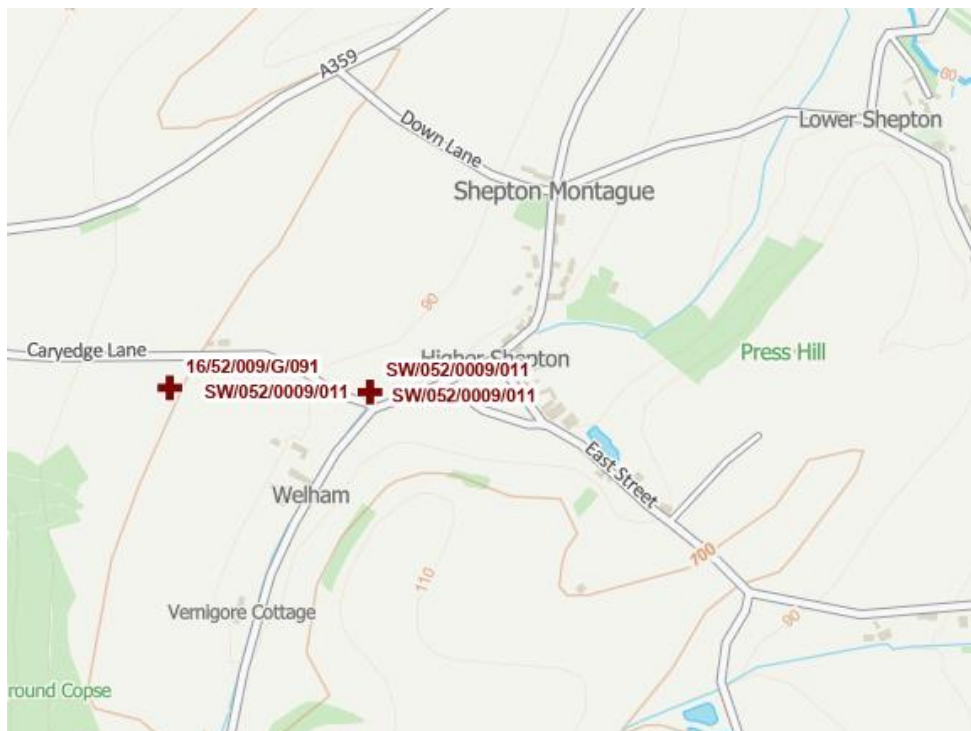 A359
Down Lane
Lower Shepton
60
Shepton Montague
90
Caryedge Lane
Higher Shepton
Press Hill
16/52/009/G/091
SW/052/0009/011
SW/052/0009/011
SW/052/0009/011
East Street
Welham
700
110
Vernigore Cottage
90
round Copse